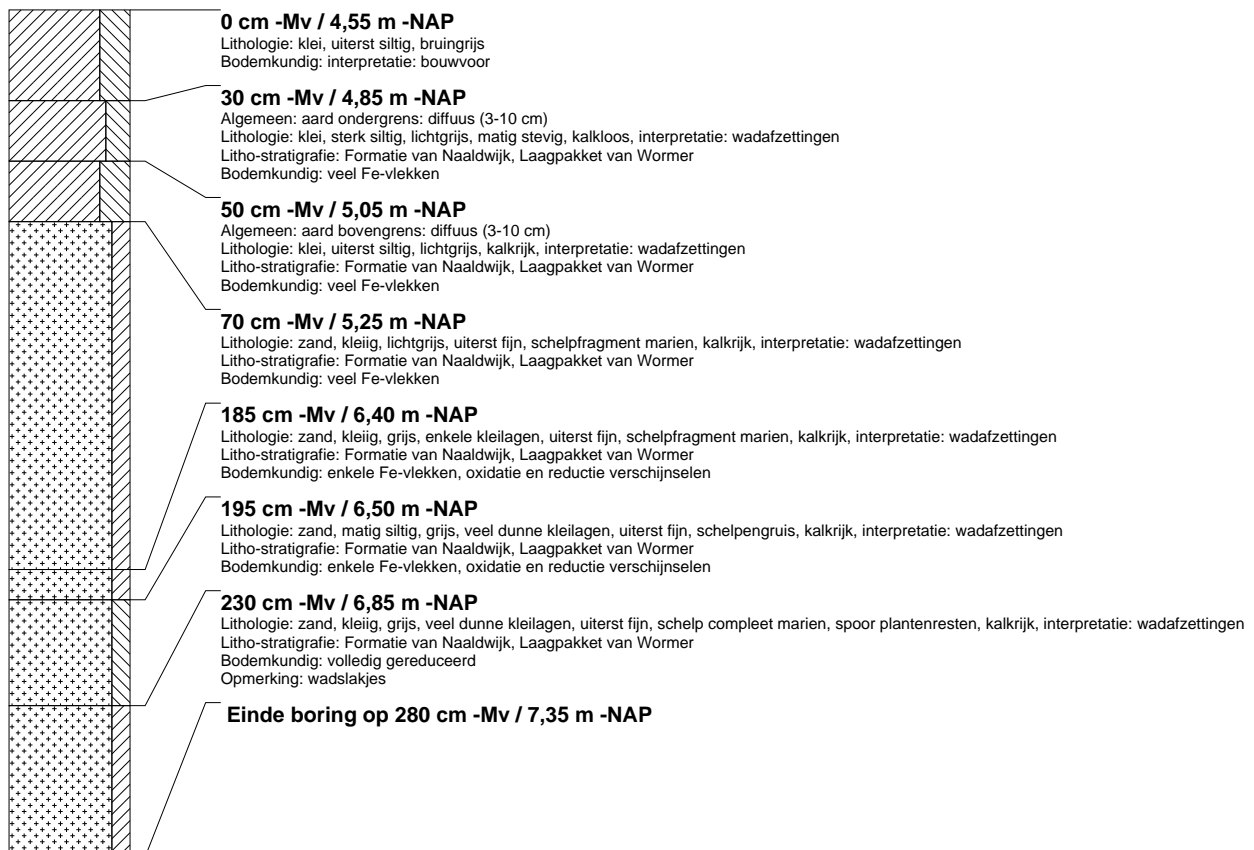 0 cm -Mv / 4,55 m -NAP
Lithologie: klei, uiterst siltig, bruingrijs
Bodemkundig: interpretatie: bouwvoor
30 cm -Mv / 4,85 m -NAP
Algemeen: aard ondergrens: diffuus (3-10 cm)
Lithologie: klei, sterk siltig, lichtgrijs, matig stevig, kalkloos, interpretatie: wadafzettingen
Litho-stratigrafie: Formatie van Naaldwijk, Laagpakket van Wormer
Bodemkundig: veel Fe-vlekken
50 cm -Mv / 5,05 m -NAP
Algemeen: aard bovengrens: diffuus (3-10 cm)
Lithologie: klei, uiterst siltig, lichtgrijs, kalkrijk, interpretatie: wadafzettingen
Litho-stratigrafie: Formatie van Naaldwijk, Laagpakket van Wormer
Bodemkundig: veel Fe-vlekken
70 cm -Mv / 5,25 m -NAP
Lithologie: zand, kleiig, lichtgrijs, uiterst fijn, schelpfragment marien, kalkrijk, interpretatie: wadafzettingen
Litho-stratigrafie: Formatie van Naaldwijk, Laagpakket van Wormer
Bodemkundig: veel Fe-vlekken
185 cm -Mv / 6,40 m -NAP
Lithologie: zand, kleiig, grijs, enkele kleilagen, uiterst fijn, schelpfragment marien, kalkrijk, interpretatie: wadafzettingen
Litho-stratigrafie: Formatie van Naaldwijk, Laagpakket van Wormer
Bodemkundig: enkele Fe-vlekken, oxidatie en reductie verschijnselen
195 cm -Mv / 6,50 m -NAP
Lithologie: zand, matig siltig, grijs, veel dunne kleilagen, uiterst fijn, schelpengruis, kalkrijk, interpretatie: wadafzettingen
Litho-stratigrafie: Formatie van Naaldwijk, Laagpakket van Wormer
Bodemkundig: enkele Fe-vlekken, oxidatie en reductie verschijnselen
230 cm -Mv / 6,85 m -NAP
Lithologie: zand, kleiig, grijs, veel dunne kleilagen, uiterst fijn, schelp compleet marien, spoor plantenresten, kalkrijk, interpretatie: wadafzettingen
Litho-stratigrafie: Formatie van Naaldwijk, Laagpakket van Wormer
Bodemkundig: volledig gereduceerd
Opmerking: wadslakjes
Einde boring op 280 cm -Mv / 7,35 m -NAP